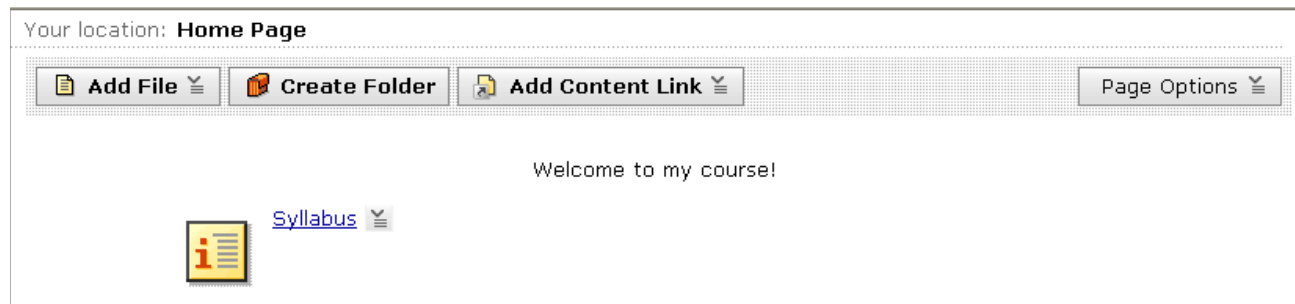 Your location: Home Page
Add File Create Folder Add Content Link Page Options
Welcome to my course!
Syllabus